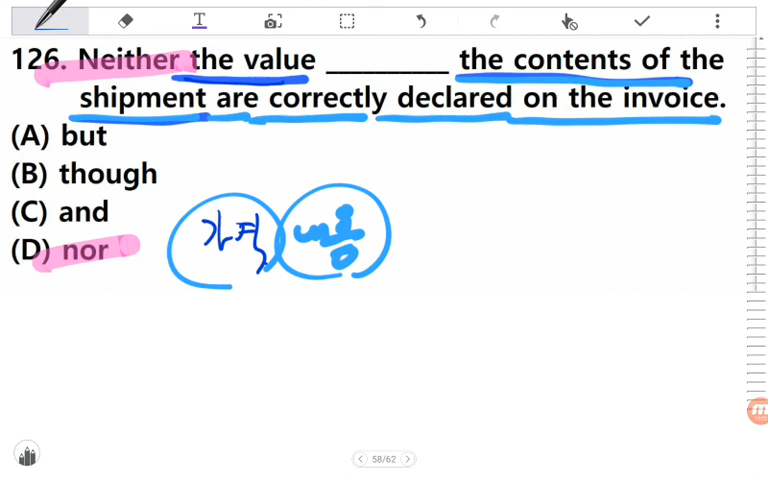 126. Neither the value __________ the contents of the
shipment are correctly declared on the invoice.
(A) but
(B) though
(C) and
(D) nor
가격 내용
58/62